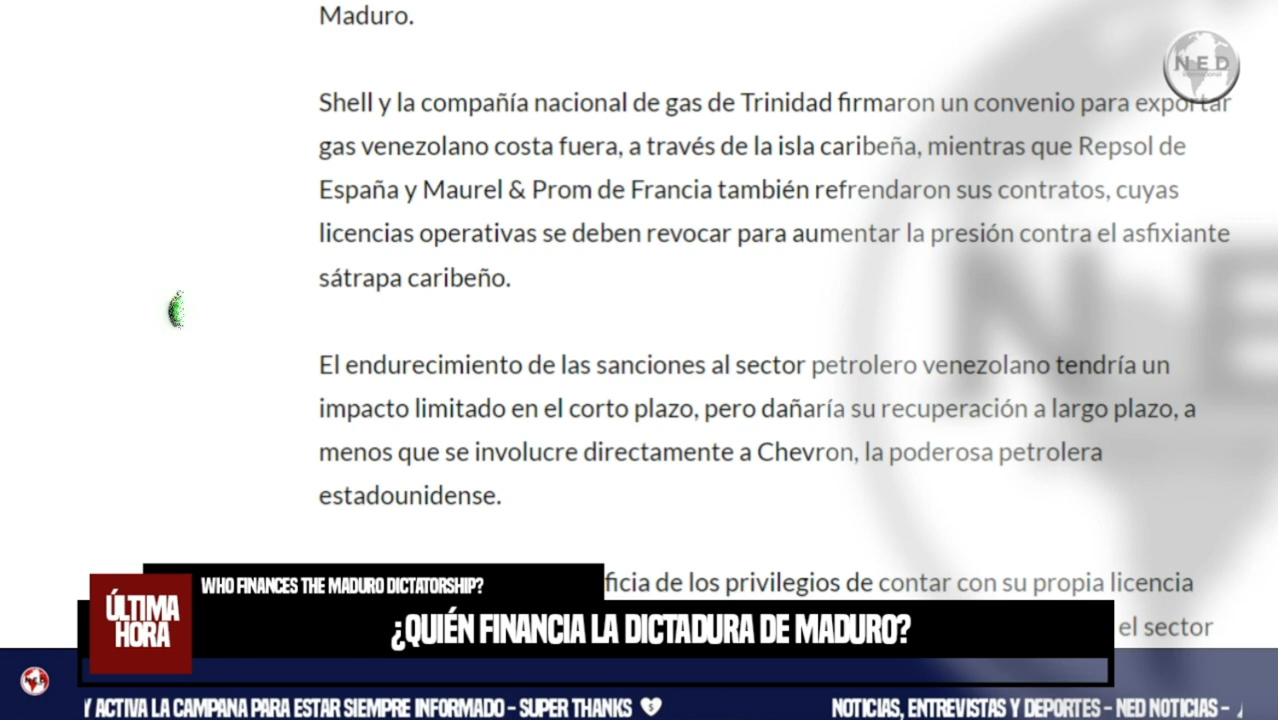 Maduro.
NED
internacional
Shell y la compañía nacional de gas de Trinidad firmaron un convenio para exportar
gas venezolano costa fuera, a través de la isla caribeña, mientras que Repsol de
España y Maurel & Prom de Francia también refrendaron sus contratos, cuyas
licencias operativas se deben revocar para aumentar la presión contra el asfixiante
sátrapa caribeño.
NE
El endurecimiento de las sanciones al sector petrolero venezolano tendría un
impacto limitado en el corto plazo, pero dañaría su recuperación a largo plazo, a
menos que se involucre directamente a Chevron, la poderosa petrolera
estadounidense.
ficia de los privilegios de contar con su propia licencia
el sector
WHO FINANCES THE MADURO DICTATORSHIP?
ÚLTIMA
HORA
¿QUIÉN FINANCIA LA DICTADURA DE MADURO?
Y ACTIVA LA CAMPANA PARA ESTAR SIEMPRE INFORMADO - SUPER THANKS
NOTICIAS, ENTREVISTAS Y DEPORTES - NED NOTICIAS -